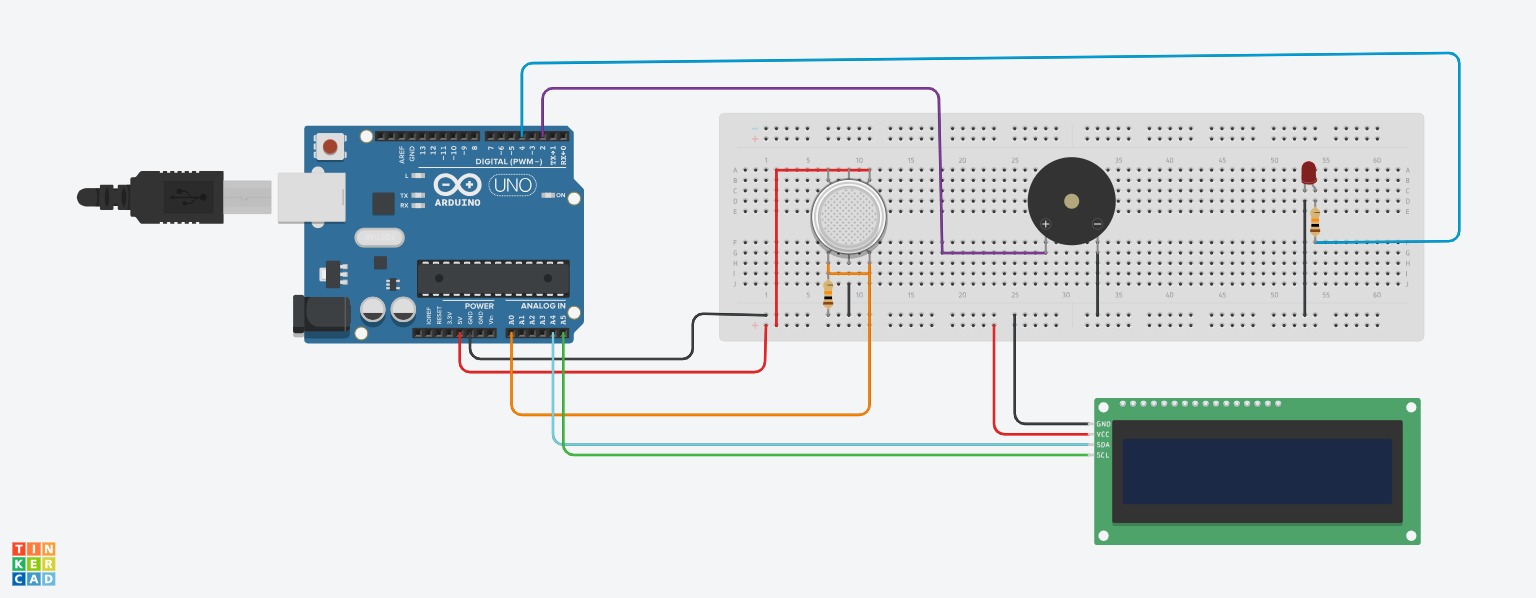 AREF
GND
13
12
~11
~10
~9
8
7
~6
~5
4
~3
2
TX→1
RX←0
DIGITAL (PWM~)
L
TX
RX
ARDUINO
UNO
ON
POWER
ANALOG IN
IOREF
RESET
3.3V
5V
GND
GND
Vin
A0
A1
A2
A3
A4
A5
1 5 10 15 20 25 30 35 40 45 50 55 60
A
B
C
D
E
F
G
H
I
J
1 5 10 15 20 25 30 35 40 45 50 55 60
GND
VCC
SDA
SCL
TIN
KER
CAD